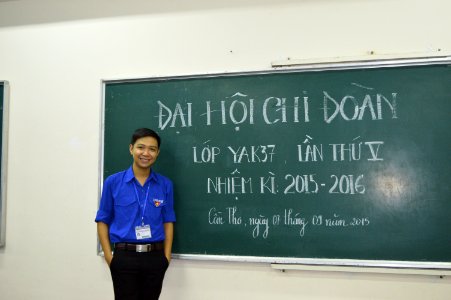 ĐẠI HỘI CHI ĐOÀN
LỚP YAK37 LẦN THỨ V
NHIỆM KÌ: 2015-2016
Cần Thơ, ngày 01 tháng 09 năm 2015